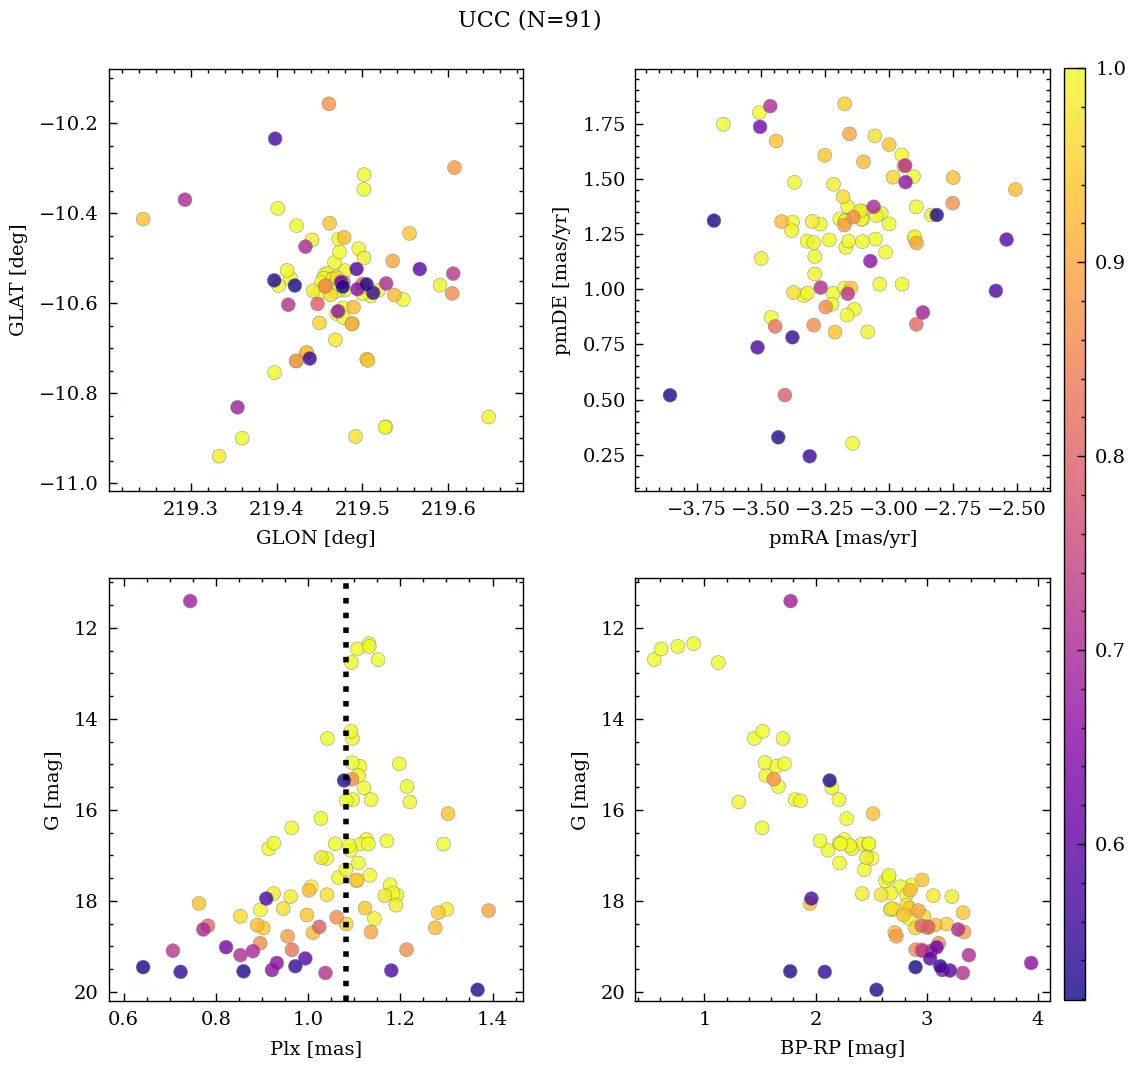 UCC (N=91)
−10.2
−10.4
−10.6
−10.8
−11.0
GLAT [deg]
219.3 219.4 219.5 219.6
GLON [deg]
1.75
1.50
1.25
1.00
0.75
0.50
0.25
pmDE [mas/yr]
−3.75 −3.50 −3.25 −3.00 −2.75 −2.50
pmRA [mas/yr]
12
14
16
18
20
G [mag]
0.6 0.8 1.0 1.2 1.4
Plx [mas]
12
14
16
18
20
G [mag]
1 2 3 4
BP-RP [mag]
1.0
0.9
0.8
0.7
0.6